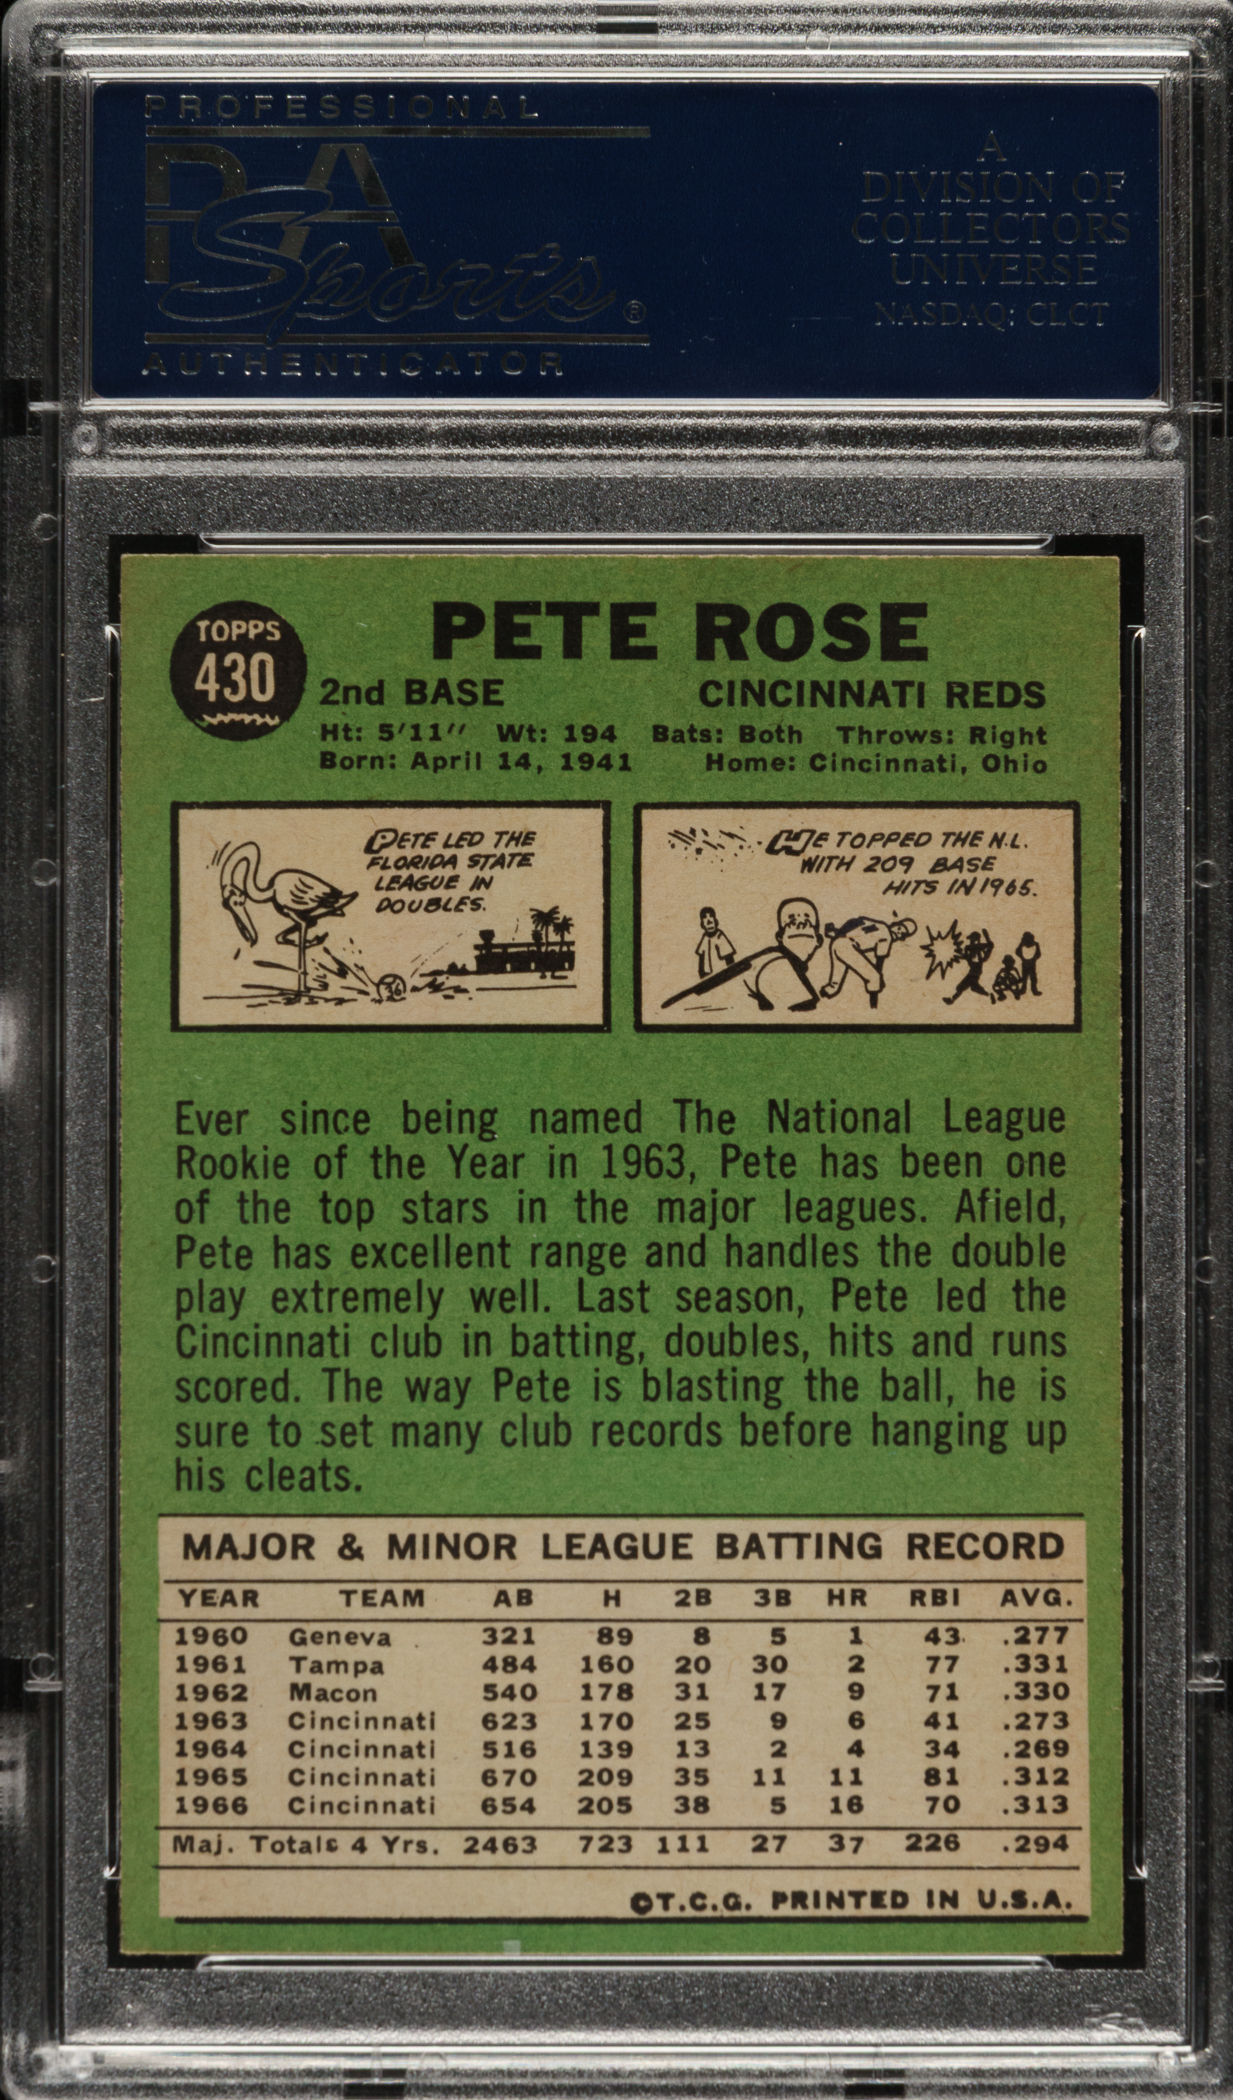 PROFESSIONAL
PSA
Sports®
AUTHENTICATOR
A
DIVISION OF
COLLECTORS
UNIVERSE
NASDAQ: CLCT
TOPPS
430
PETE ROSE
2nd BASE CINCINNATI REDS
Ht: 5'11" Wt: 194 Bats: Both Throws: Right
Born: April 14, 1941 Home: Cincinnati, Ohio
PETE LED THE
FLORIDA STATE
LEAGUE IN
DOUBLES.
HE TOPPED THE N.L.
WITH 209 BASE
HITS IN 1965.
Ever since being named The National League
Rookie of the Year in 1963, Pete has been one
of the top stars in the major leagues. Afield,
Pete has excellent range and handles the double
play extremely well. Last season, Pete led the
Cincinnati club in batting, doubles, hits and runs
scored. The way Pete is blasting the ball, he is
sure to set many club records before hanging up
his cleats.
MAJOR & MINOR LEAGUE BATTING RECORD
YEAR TEAM AB H 2B 3B HR RBI AVG.
1960 Geneva 321 89 8 5 1 43 .277
1961 Tampa 484 160 20 30 2 77 .331
1962 Macon 540 178 31 17 9 71 .330
1963 Cincinnati 623 170 25 9 6 41 .273
1964 Cincinnati 516 139 13 2 4 34 .269
1965 Cincinnati 670 209 35 11 11 81 .312
1966 Cincinnati 654 205 38 5 16 70 .313
Maj. Totals 4 Yrs. 2463 723 111 27 37 226 .294
©T.C.G. PRINTED IN U.S.A.